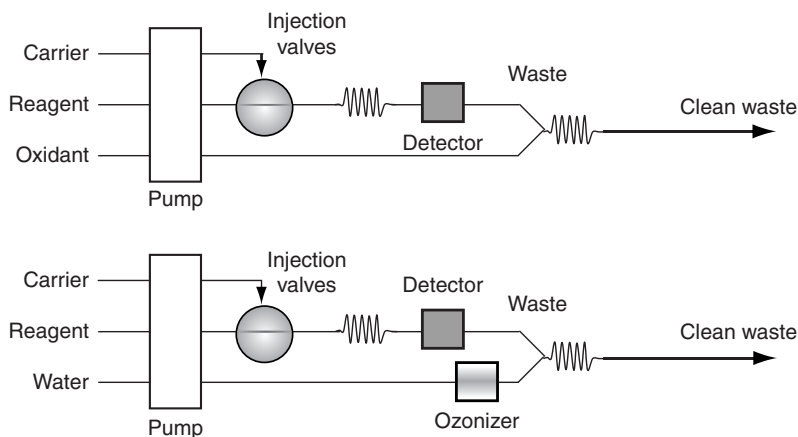 Injection
valves
Carrier
Waste
Reagent
Clean waste
Detector
Oxidant
Pump
Injection
valves
Carrier
Detector
Waste
Reagent
Clean waste
Water
Ozonizer
Pump